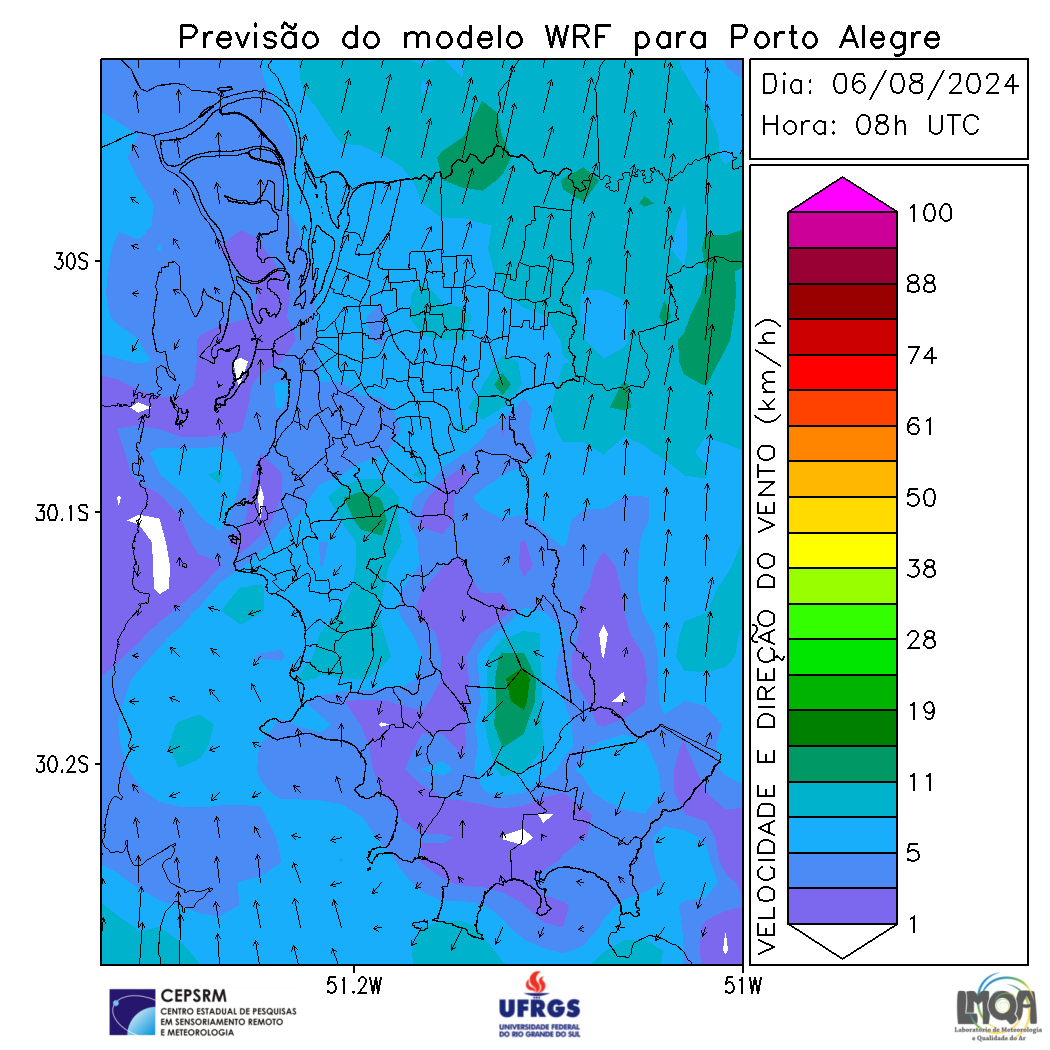 Previsão do modelo WRF para Porto Alegre
Dia: 06/08/2024
Hora: 08h UTC
30S
30.1S
30.2S
51.2W
51W
VELOCIDADE E DIREÇÃO DO VENTO (km/h)
100
88
74
61
50
38
28
19
11
5
1
CEPSRM
CENTRO ESTADUAL DE PESQUISAS
EM SENSORIAMENTO REMOTO
E METEOROLOGIA
UFRGS
UNIVERSIDADE FEDERAL
DO RIO GRANDE DO SUL
LMQA
Laboratório de Meteorologia
e Qualidade do Ar